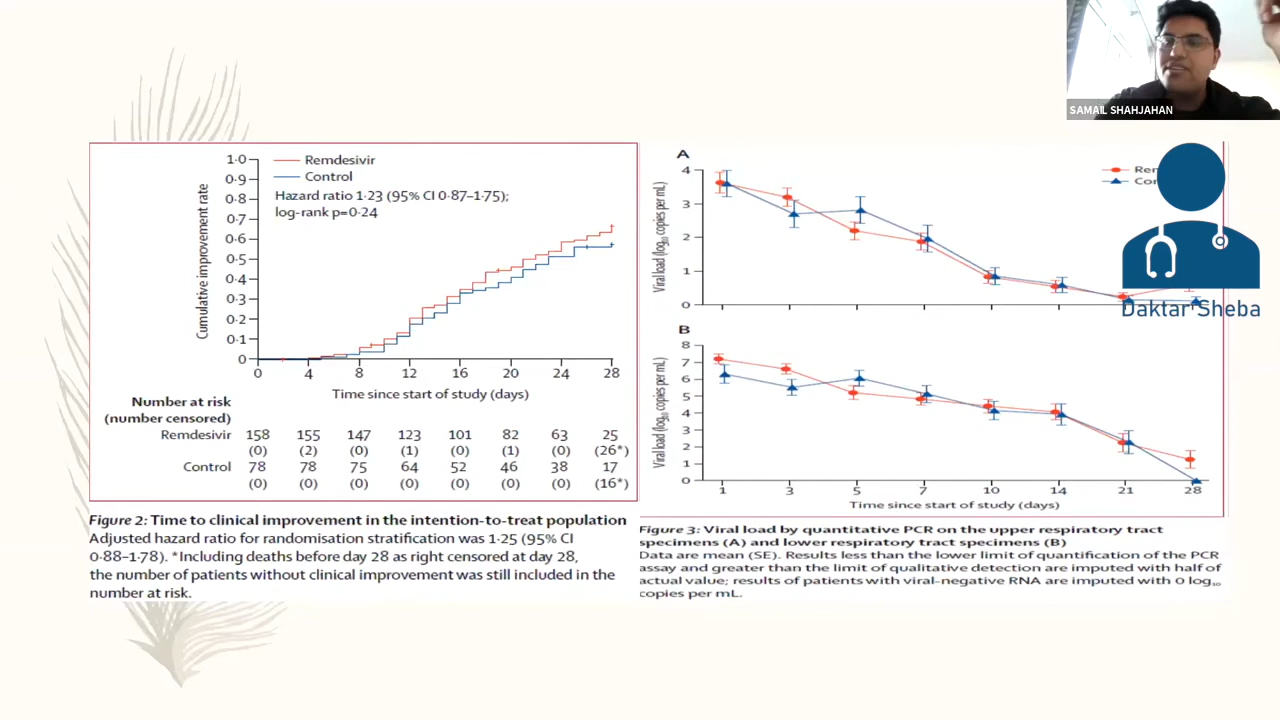 SAMAIL SHAHJAHAN
1·0
0·9
0·8
0·7
0·6
0·5
0·4
0·3
0·2
0·1
0
Cumulative improvement rate
Remdesivir
Control
Hazard ratio 1·23 (95% CI 0·87–1·75);
log-rank p=0·24
0 4 8 12 16 20 24 28
Time since start of study (days)
Number at risk
(number censored)
Remdesivir 158 155 147 123 101 82 63 25
(0) (2) (0) (1) (0) (1) (0) (26*)
Control 78 78 75 64 52 46 38 17
(0) (0) (0) (0) (0) (0) (0) (16*)
Figure 2: Time to clinical improvement in the intention-to-treat population
Adjusted hazard ratio for randomisation stratification was 1·25 (95% CI
0·88–1·78). *Including deaths before day 28 as right censored at day 28,
the number of patients without clinical improvement was still included in the
number at risk.
A
4
3
2
1
0
Viral load (log₁₀ copies per mL)
Daktar Sheba
B
8
7
6
5
4
3
2
1
0
Viral load (log₁₀ copies per mL)
1 3 5 7 10 14 21 28
Time since start of study (days)
Figure 3: Viral load by quantitative PCR on the upper respiratory tract
specimens (A) and lower respiratory tract specimens (B)
Data are mean (SE). Results less than the lower limit of quantification of the PCR
assay and greater than the limit of qualitative detection are imputed with half of
actual value; results of patients with viral-negative RNA are imputed with 0 log₁₀
copies per mL.